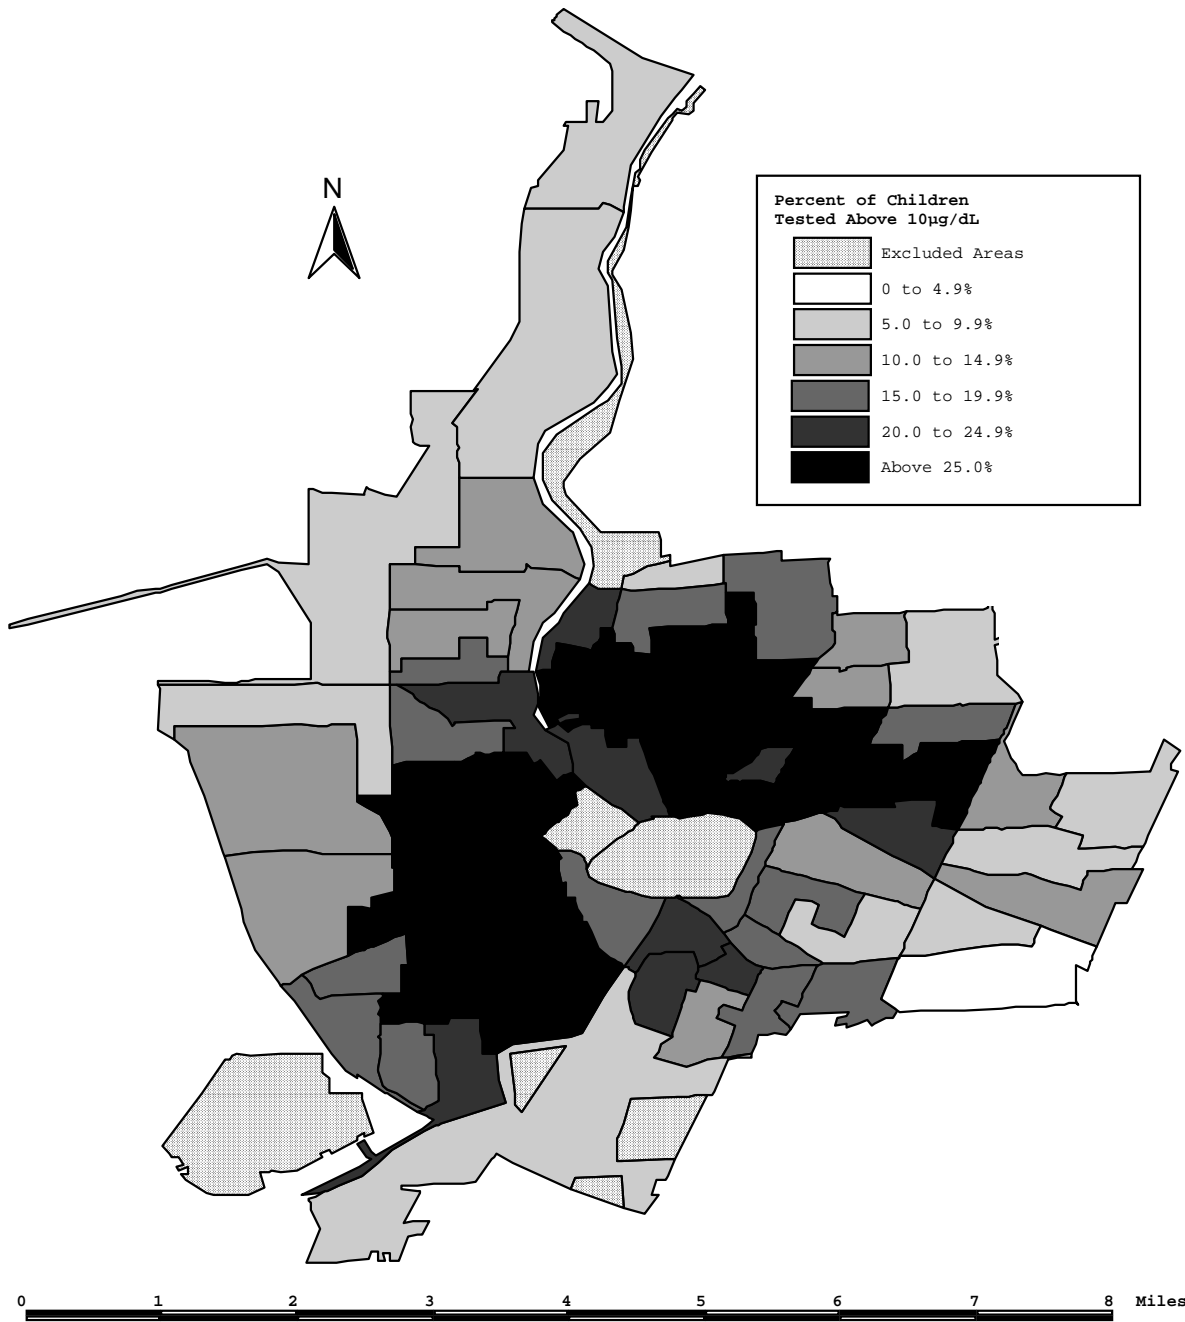 N
Percent of Children
Tested Above 10µg/dL
Excluded Areas
0 to 4.9%
5.0 to 9.9%
10.0 to 14.9%
15.0 to 19.9%
20.0 to 24.9%
Above 25.0%
0 1 2 3 4 5 6 7 8 Miles